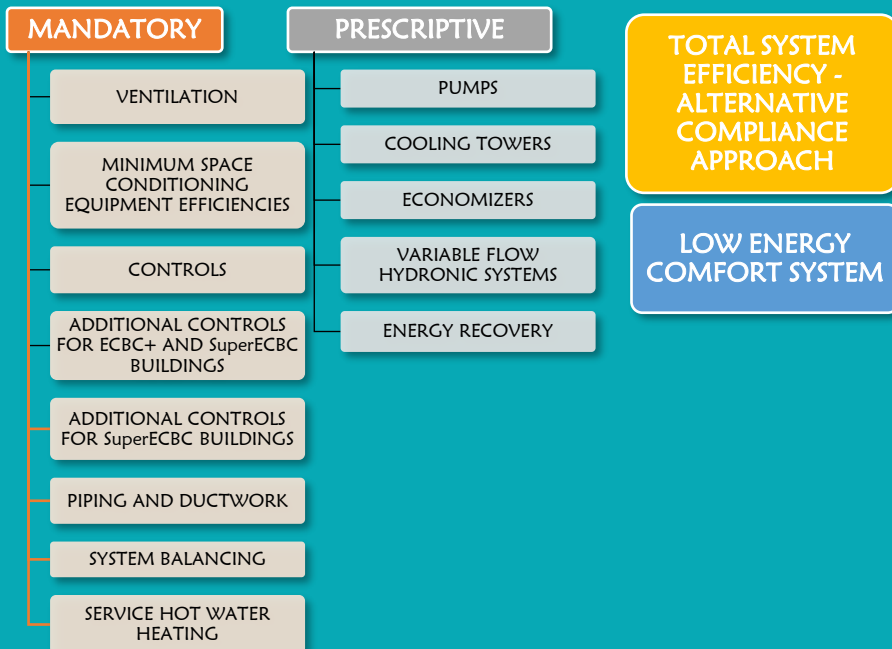 MANDATORY
VENTILATION
MINIMUM SPACE
CONDITIONING
EQUIPMENT EFFICIENCIES
CONTROLS
ADDITIONAL CONTROLS
FOR ECBC+ AND SuperECBC
BUILDINGS
ADDITIONAL CONTROLS
FOR SuperECBC BUILDINGS
PIPING AND DUCTWORK
SYSTEM BALANCING
SERVICE HOT WATER
HEATING
PRESCRIPTIVE
PUMPS
COOLING TOWERS
ECONOMIZERS
VARIABLE FLOW
HYDRONIC SYSTEMS
ENERGY RECOVERY
TOTAL SYSTEM
EFFICIENCY -
ALTERNATIVE
COMPLIANCE
APPROACH
LOW ENERGY
COMFORT SYSTEM